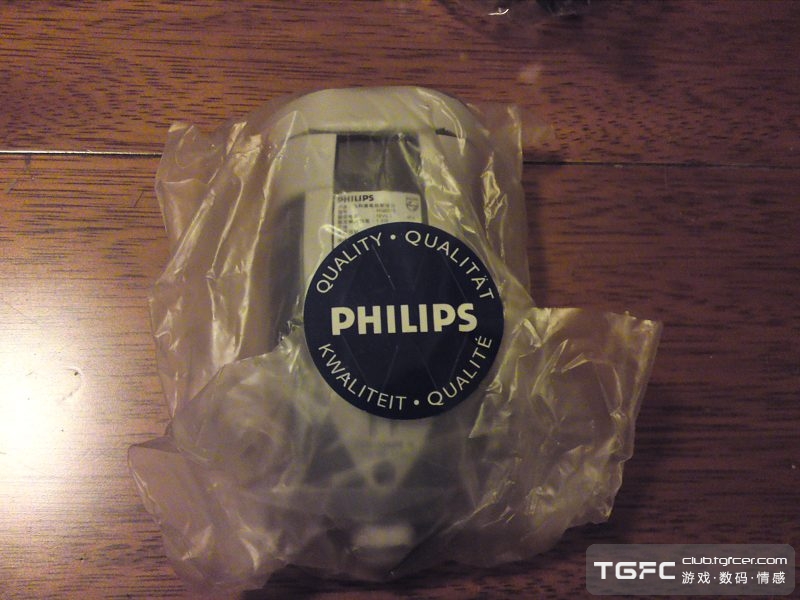 PHILIPS
QUALITY · QUALITÄT
PHILIPS
KWALITEIT · QUALITÉ
TGFC club.tgfcer.com
游戏·数码·情感